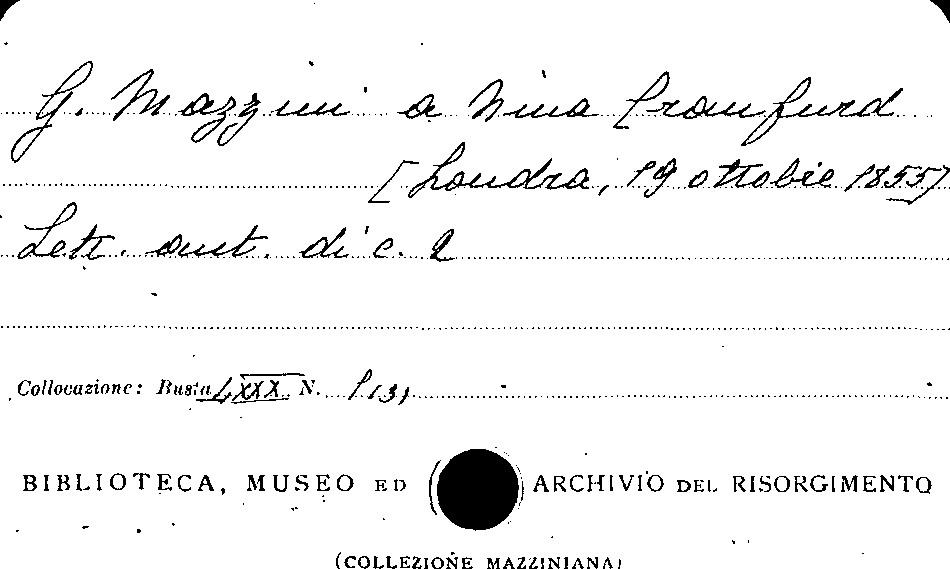 G. Mazzini a Nina Craufurd
[Londra, 19 ottobre 1855]
Lett. aut. di c. 2
Collocazione: Busta LXXX N. 1(3)
BIBLIOTECA, MUSEO ED ARCHIVIO DEL RISORGIMENTO
(COLLEZIONE MAZZINIANA)